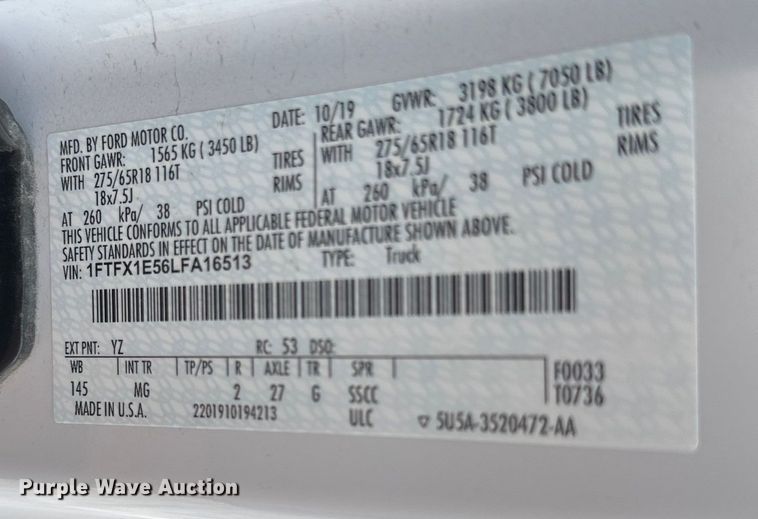 MFD. BY FORD MOTOR CO. DATE: 10/19 GVWR: 3198 KG ( 7050 LB)
FRONT GAWR: 1565 KG ( 3450 LB) REAR GAWR: 1724 KG ( 3800 LB)
WITH 275/65R18 116T TIRES WITH 275/65R18 116T TIRES
18x7.5J RIMS 18x7.5J RIMS
AT 260 kPa/ 38 PSI COLD AT 260 kPa/ 38 PSI COLD
THIS VEHICLE CONFORMS TO ALL APPLICABLE FEDERAL MOTOR VEHICLE
SAFETY STANDARDS IN EFFECT ON THE DATE OF MANUFACTURE SHOWN ABOVE.
VIN: 1FTFX1E56LFA16513 TYPE: Truck
EXT PNT: YZ RC: 53 DSO:
WB INT TR TP/PS R AXLE TR SPR F0033
145 MG 2 27 G SSCC T0736
MADE IN U.S.A. 2201910194213 ULC 5U5A-3520472-AA
Purple Wave Auction